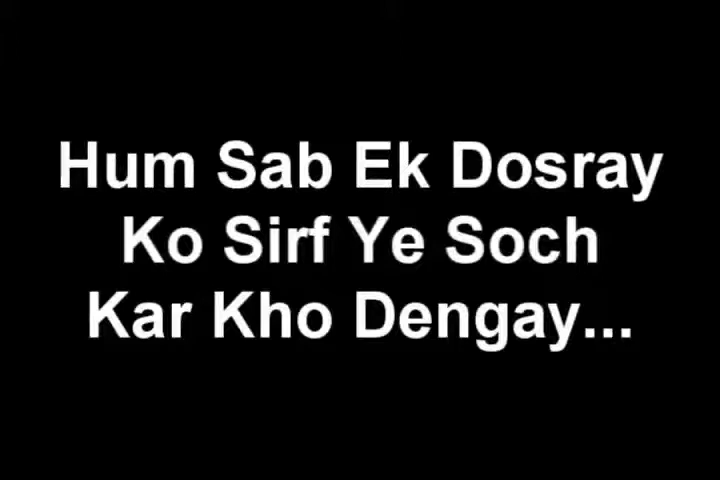 Hum Sab Ek Dosray
Ko Sirf Ye Soch
Kar Kho Dengay...